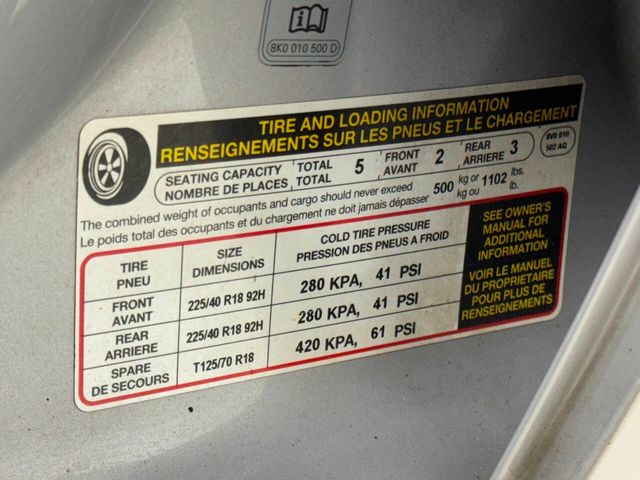 8K0 010 500 D
TIRE AND LOADING INFORMATION
RENSEIGNEMENTS SUR LES PNEUS ET LE CHARGEMENT
SEATING CAPACITY TOTAL 5 FRONT 2 REAR 3
NOMBRE DE PLACES TOTAL AVANT ARRIERE
8V0 010
502 AQ
The combined weight of occupants and cargo should never exceed 500 kg or 1102 lbs.
Le poids total des occupants et du chargement ne doit jamais dépasser kg ou lb.
TIRE SIZE COLD TIRE PRESSURE
PNEU DIMENSIONS PRESSION DES PNEUS A FROID
FRONT
AVANT 225/40 R18 92H 280 KPA, 41 PSI
REAR
ARRIERE 225/40 R18 92H 280 KPA, 41 PSI
SPARE
DE SECOURS T125/70 R18 420 KPA, 61 PSI
SEE OWNER'S
MANUAL FOR
ADDITIONAL
INFORMATION
VOIR LE MANUEL
DU PROPRIETAIRE
POUR PLUS DE
RENSEIGNEMENTS